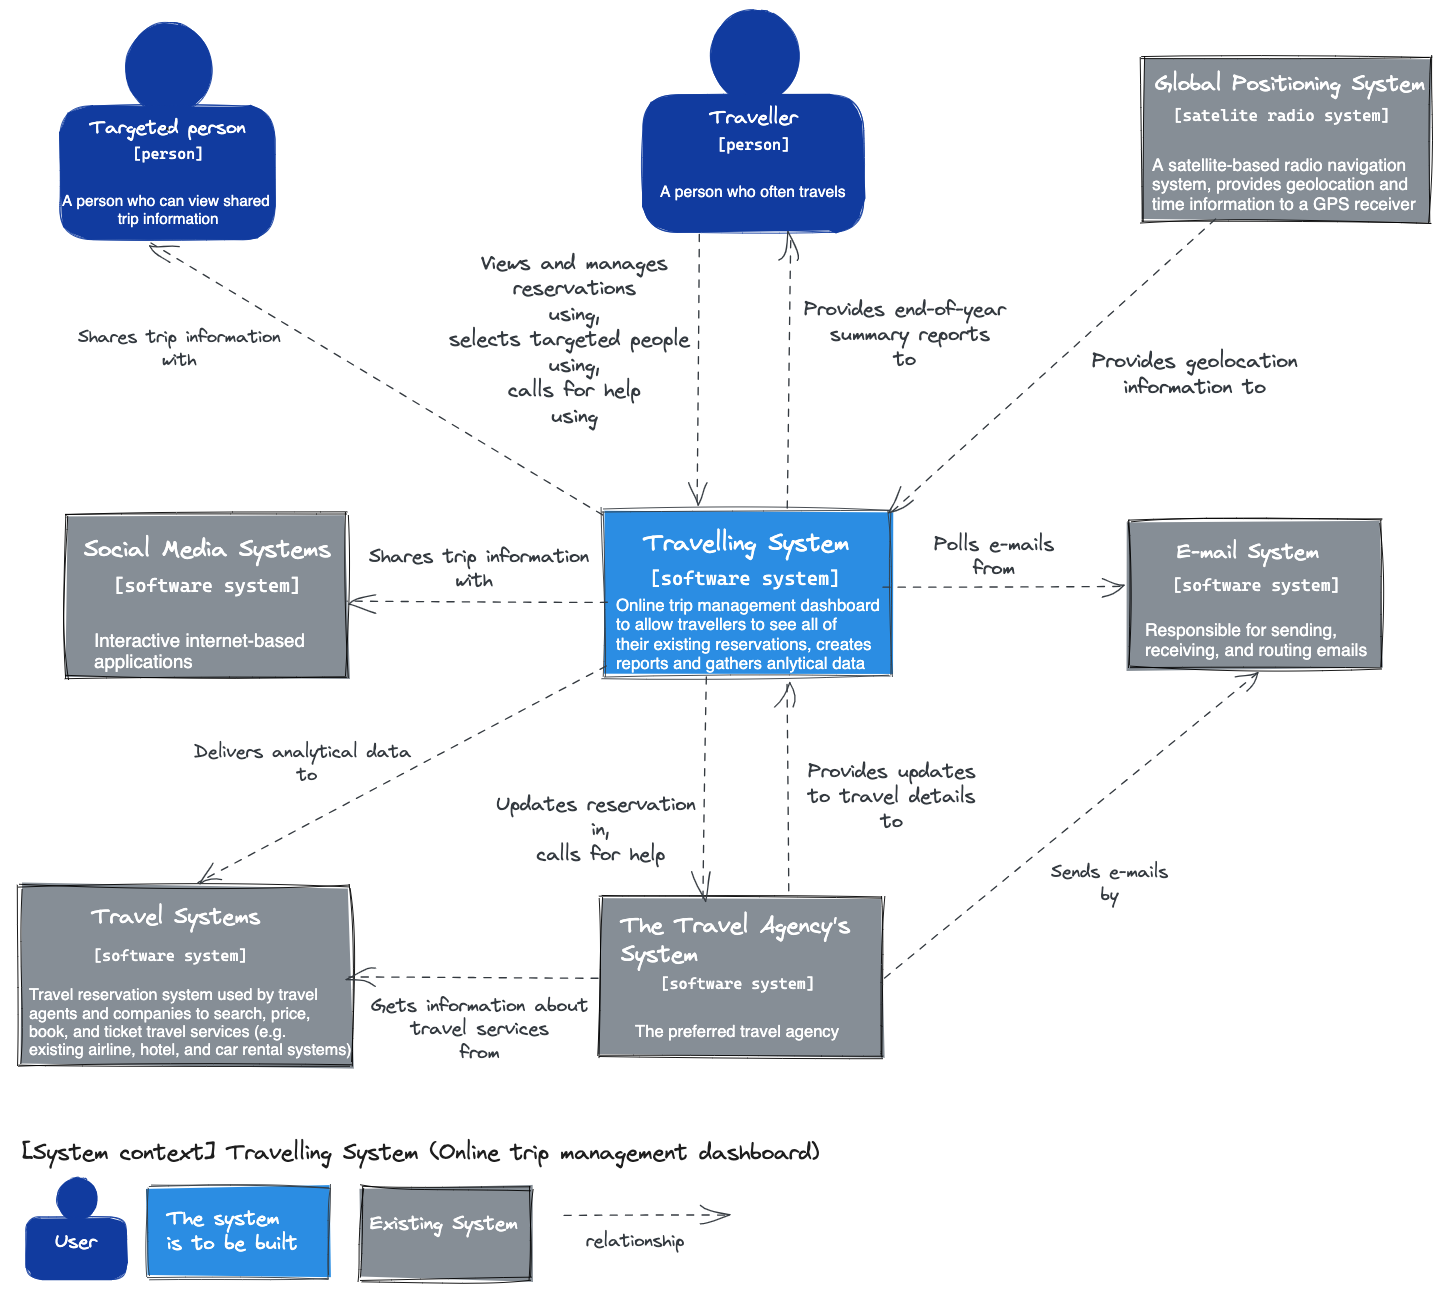 Targeted person
[person]
A person who can view shared
trip information
Traveller
[person]
A person who often travels
Global Positioning System
[satelite radio system]
A satellite-based radio navigation
system, provides geolocation and
time information to a GPS receiver
Shares trip information
with
Views and manages
reservations
using,
selects targeted people
using,
calls for help
using
Provides end-of-year
summary reports
to
Provides geolocation
information to
Social Media Systems
[software system]
Interactive internet-based
applications
Shares trip information
with
Travelling System
[software system]
Online trip management dashboard
to allow travellers to see all of
their existing reservations, creates
reports and gathers anlytical data
Polls e-mails
from
E-mail System
[software system]
Responsible for sending,
receiving, and routing emails
Delivers analytical data
to
Updates reservation
in,
calls for help
Provides updates
to travel details
to
Sends e-mails
by
Travel Systems
[software system]
Travel reservation system used by travel
agents and companies to search, price,
book, and ticket travel services (e.g.
existing airline, hotel, and car rental systems)
Gets information about
travel services
from
The Travel Agency's
System
[software system]
The preferred travel agency
[System context] Travelling System (Online trip management dashboard)
User
The system
is to be built
Existing System
relationship